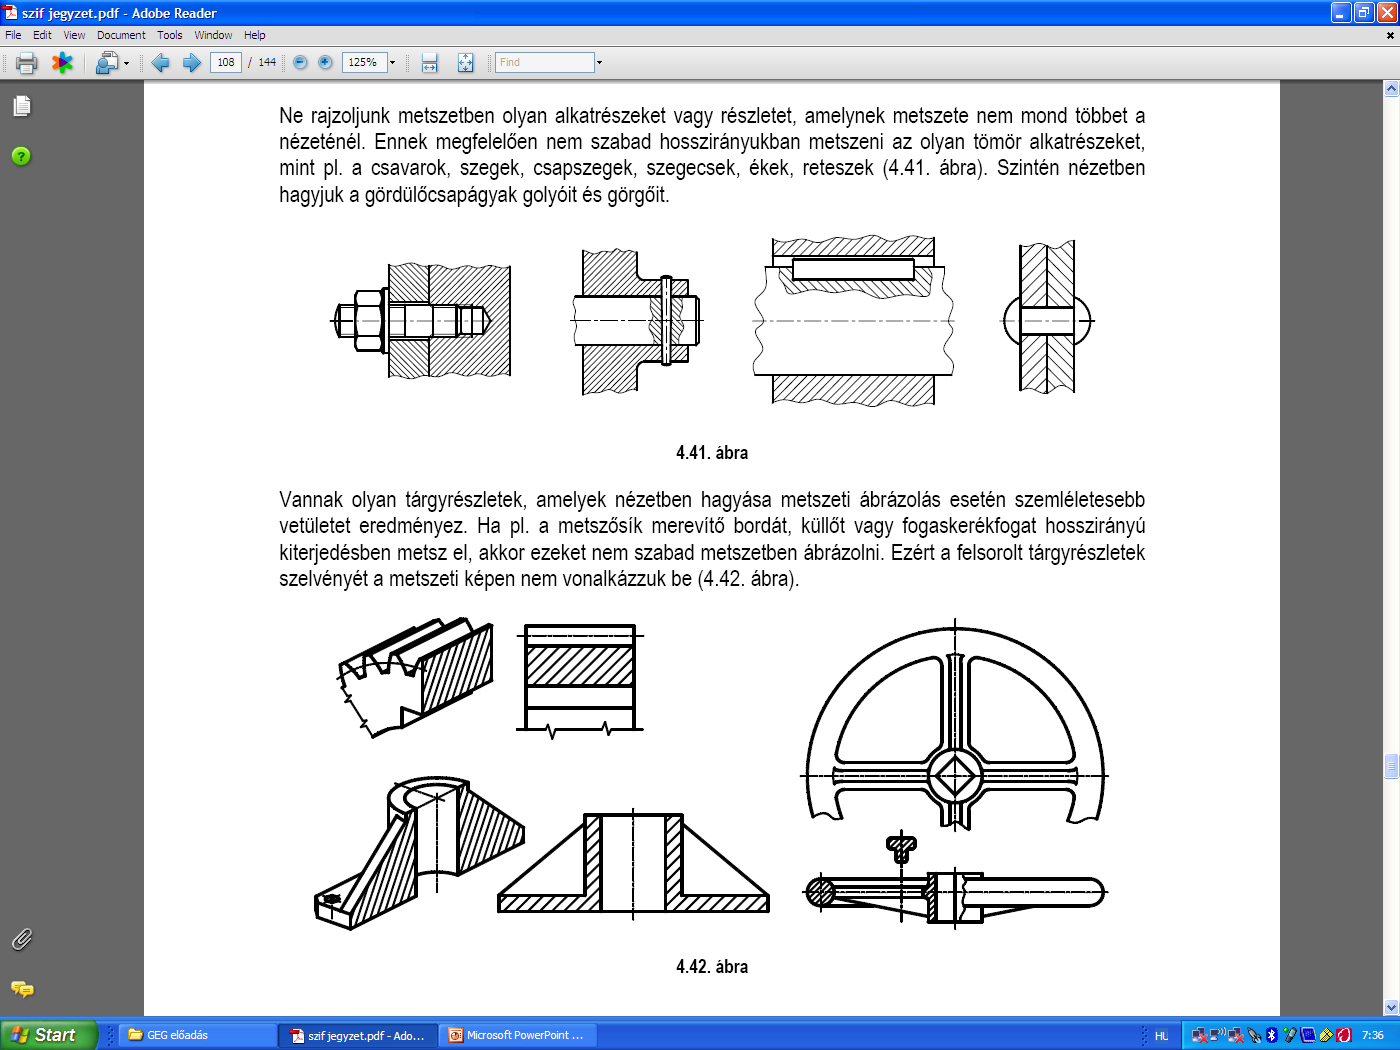 szif jegyzet.pdf - Adobe Reader
File Edit View Document Tools Window Help
108 / 144 125% Find
Ne rajzoljunk metszetben olyan alkatrészeket vagy részletet, amelynek metszete nem mond többet a
nézeténél. Ennek megfelelően nem szabad hosszirányukban metszeni az olyan tömör alkatrészeket,
mint pl. a csavarok, szegek, csapszegek, szegecsek, ékek, reteszek (4.41. ábra). Szintén nézetben
hagyjuk a gördülőcsapágyak golyóit és görgőit.
4.41. ábra
Vannak olyan tárgyrészletek, amelyek nézetben hagyása metszeti ábrázolás esetén szemléletesebb
vetületet eredményez. Ha pl. a metszősík merevítő bordát, küllőt vagy fogaskerékfogat hosszirányú
kiterjedésben metsz el, akkor ezeket nem szabad metszetben ábrázolni. Ezért a felsorolt tárgyrészletek
szelvényét a metszeti képen nem vonalkázzuk be (4.42. ábra).
4.42. ábra
Start GEG előadás szif jegyzet.pdf - Ado... Microsoft PowerPoint ... HU 7:36